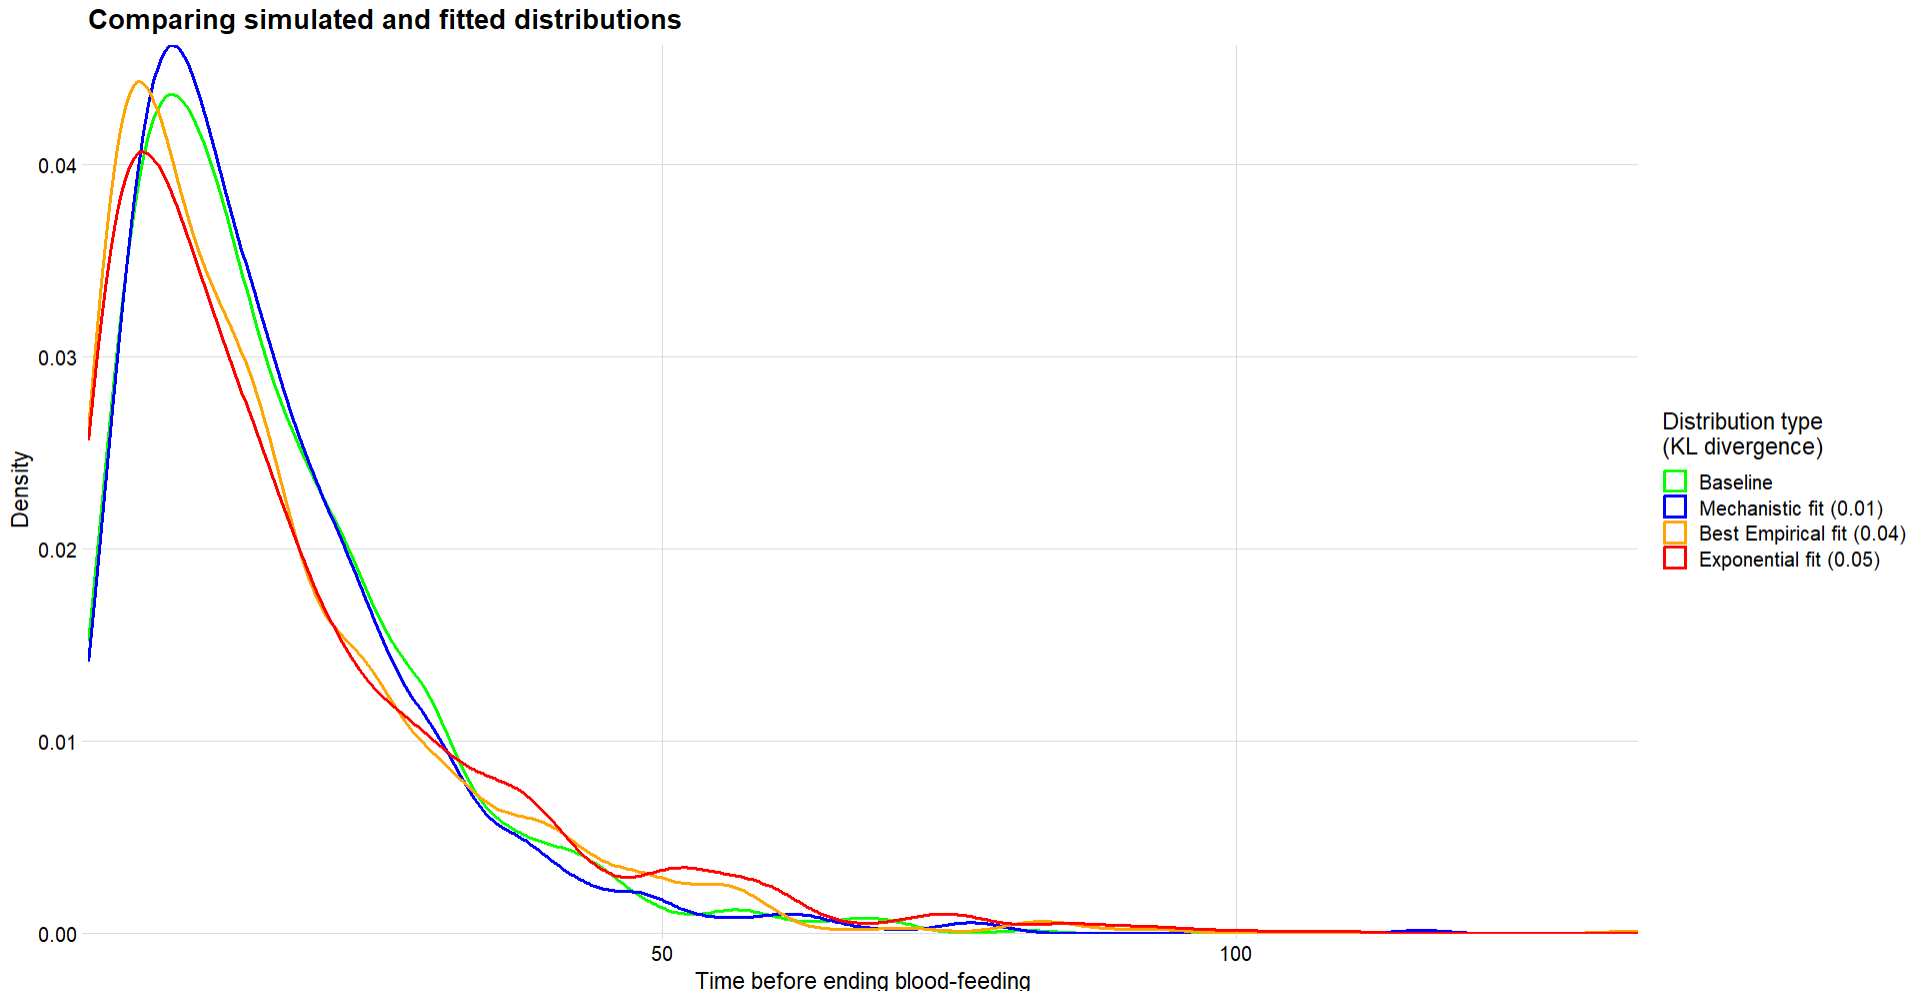 Comparing simulated and fitted distributions
0.04
0.03
0.02
0.01
0.00
Density
50
100
Time before ending blood-feeding
Distribution type
(KL divergence)
Baseline
Mechanistic fit (0.01)
Best Empirical fit (0.04)
Exponential fit (0.05)